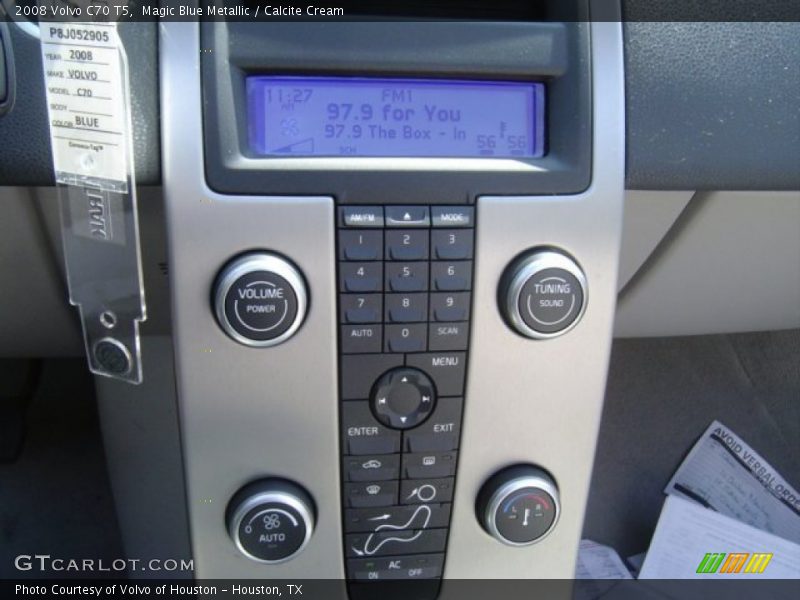 2008 Volvo C70 T5, Magic Blue Metallic / Calcite Cream
P8J052905
YEAR 2008
MAKE VOLVO
MODEL C70
BODY
COLOR BLUE
11:27 FM1
97.9 for You
97.9 The Box - In
SCH
56 56
AM/FM MODE
1 2 3
4 5 6
7 8 9
AUTO 0 SCAN
VOLUME
POWER
TUNING
SOUND
MENU
ENTER EXIT
0 AUTO
AC
ON OFF
AVOID VERBAL ORDE
GTCARLOT.COM
Photo Courtesy of Volvo of Houston - Houston, TX